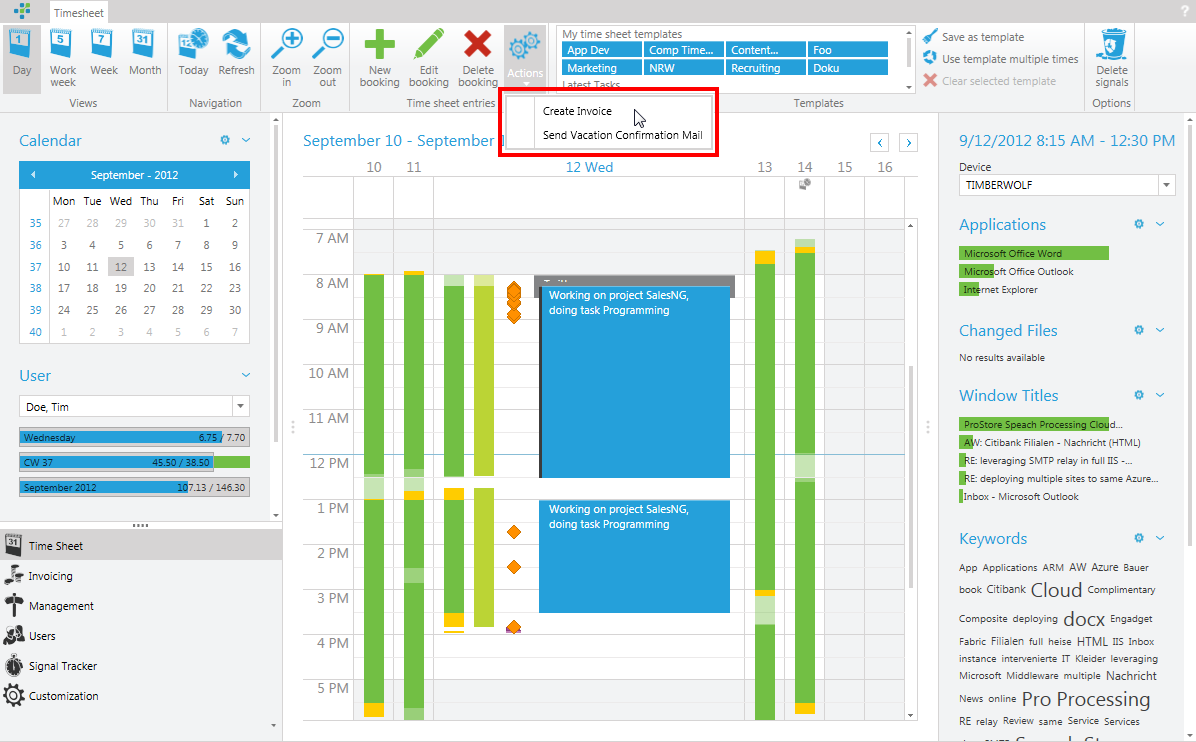 Timesheet
?
1
5
7
31
Day
Work week
Week
Month
Today
Refresh
Zoom in
Zoom out
New booking
Edit booking
Delete booking
Actions
My time sheet templates
App Dev
Comp Time...
Content...
Foo
Marketing
NRW
Recruiting
Doku
Latest Tasks
Save as template
Use template multiple times
Clear selected template
Delete signals
Views
Navigation
Zoom
Time sheet entries
Templates
Options
Create Invoice
Send Vacation Confirmation Mail
Calendar
September - 2012
Mon Tue Wed Thu Fri Sat Sun
35 27 28 29 30 31 1 2
36 3 4 5 6 7 8 9
37 10 11 12 13 14 15 16
38 17 18 19 20 21 22 23
39 24 25 26 27 28 29 30
40 1 2 3 4 5 6 7
User
Doe, Tim
Wednesday 6.75 / 7.70
CW 37 45.50 / 38.50
September 2012 107.13 / 146.30
Time Sheet
Invoicing
Management
Users
Signal Tracker
Customization
September 10 - September
10 11 12 Wed 13 14 15 16
7 AM
8 AM
9 AM
10 AM
11 AM
12 PM
1 PM
2 PM
3 PM
4 PM
5 PM
Working on project SalesNG,
doing task Programming
Working on project SalesNG,
doing task Programming
9/12/2012 8:15 AM - 12:30 PM
Device
TIMBERWOLF
Applications
Microsoft Office Word
Microsoft Office Outlook
Internet Explorer
Changed Files
No results available
Window Titles
ProStore Speach Processing Cloud...
AW: Citibank Filialen - Nachricht (HTML)
RE: leveraging SMTP relay in full IIS -...
RE: deploying multiple sites to same Azure...
Inbox - Microsoft Outlook
Keywords
App Applications ARM AW Azure Bauer
book Citibank Cloud Complimentary
Composite deploying docx Engadget
Fabric Filialen full heise HTML IIS Inbox
instance intervenierte IT Kleider leveraging
Microsoft Middleware multiple Nachricht
News online Pro Processing
RE relay Review same Service Services